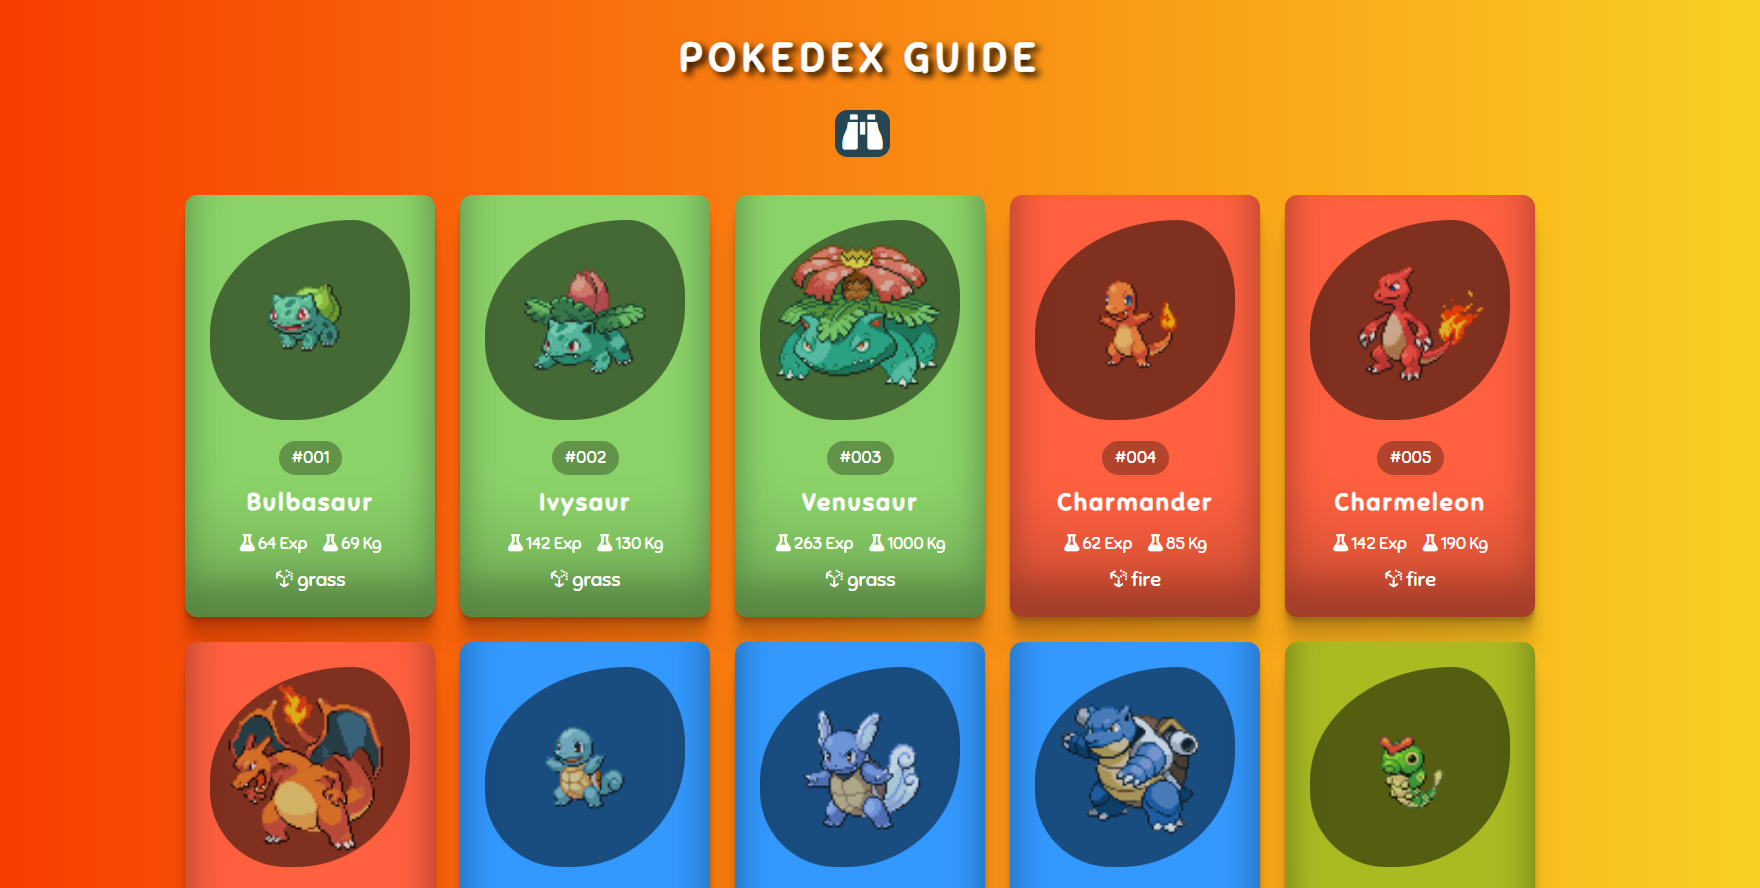 POKEDEX GUIDE
#001
Bulbasaur
64 Exp 69 Kg
grass
#002
Ivysaur
142 Exp 130 Kg
grass
#003
Venusaur
263 Exp 1000 Kg
grass
#004
Charmander
62 Exp 85 Kg
fire
#005
Charmeleon
142 Exp 190 Kg
fire